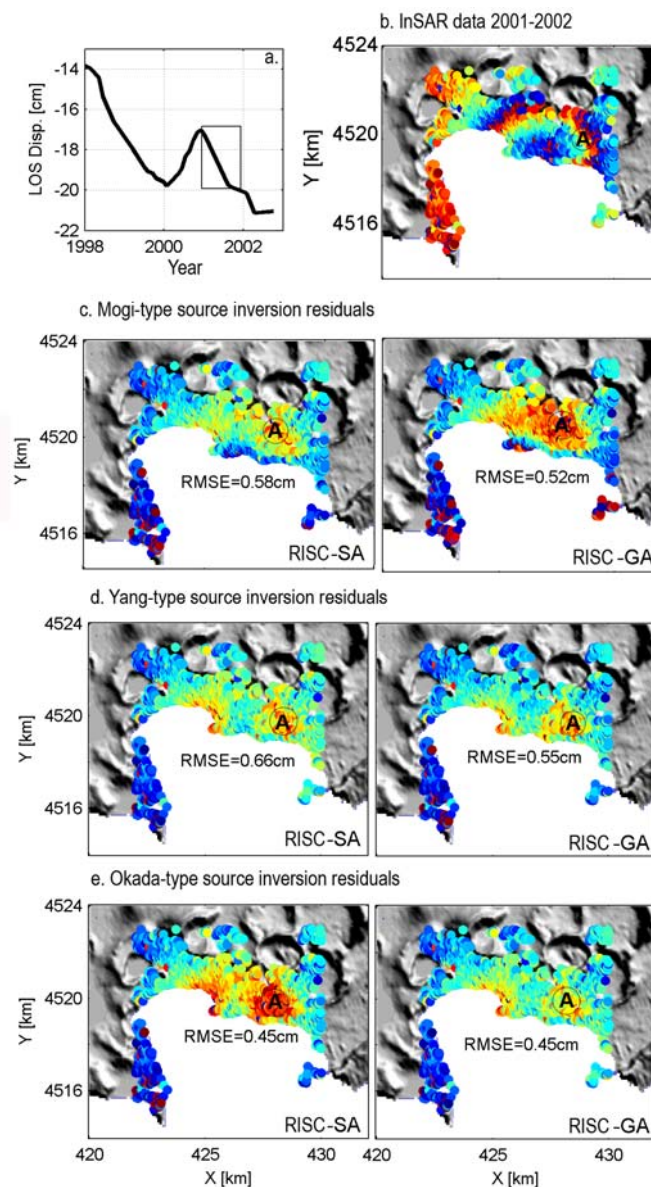 b. InSAR data 2001-2002
a.
-14
-16
-18
-20
-22
LOS Disp. [cm]
1998 2000 2002
Year
4524
4520
4516
Y [km]
A
420 425 430
c. Mogi-type source inversion residuals
4524
4520
4516
Y [km]
A
RMSE=0.58cm
RISC-SA
A
RMSE=0.52cm
RISC-GA
d. Yang-type source inversion residuals
4524
4520
4516
Y [km]
A
RMSE=0.66cm
RISC-SA
A
RMSE=0.55cm
RISC-GA
e. Okada-type source inversion residuals
4524
4520
4516
Y [km]
A
RMSE=0.45cm
RISC-SA
A
RMSE=0.45cm
RISC-GA
420 425 430 420 425 430
X [km]